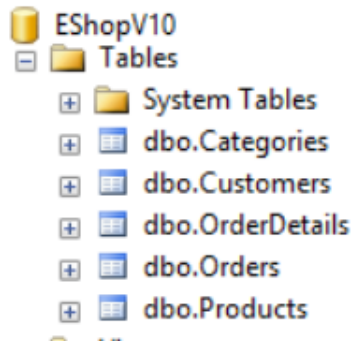 EShopV10
Tables
System Tables
dbo.Categories
dbo.Customers
dbo.OrderDetails
dbo.Orders
dbo.Products